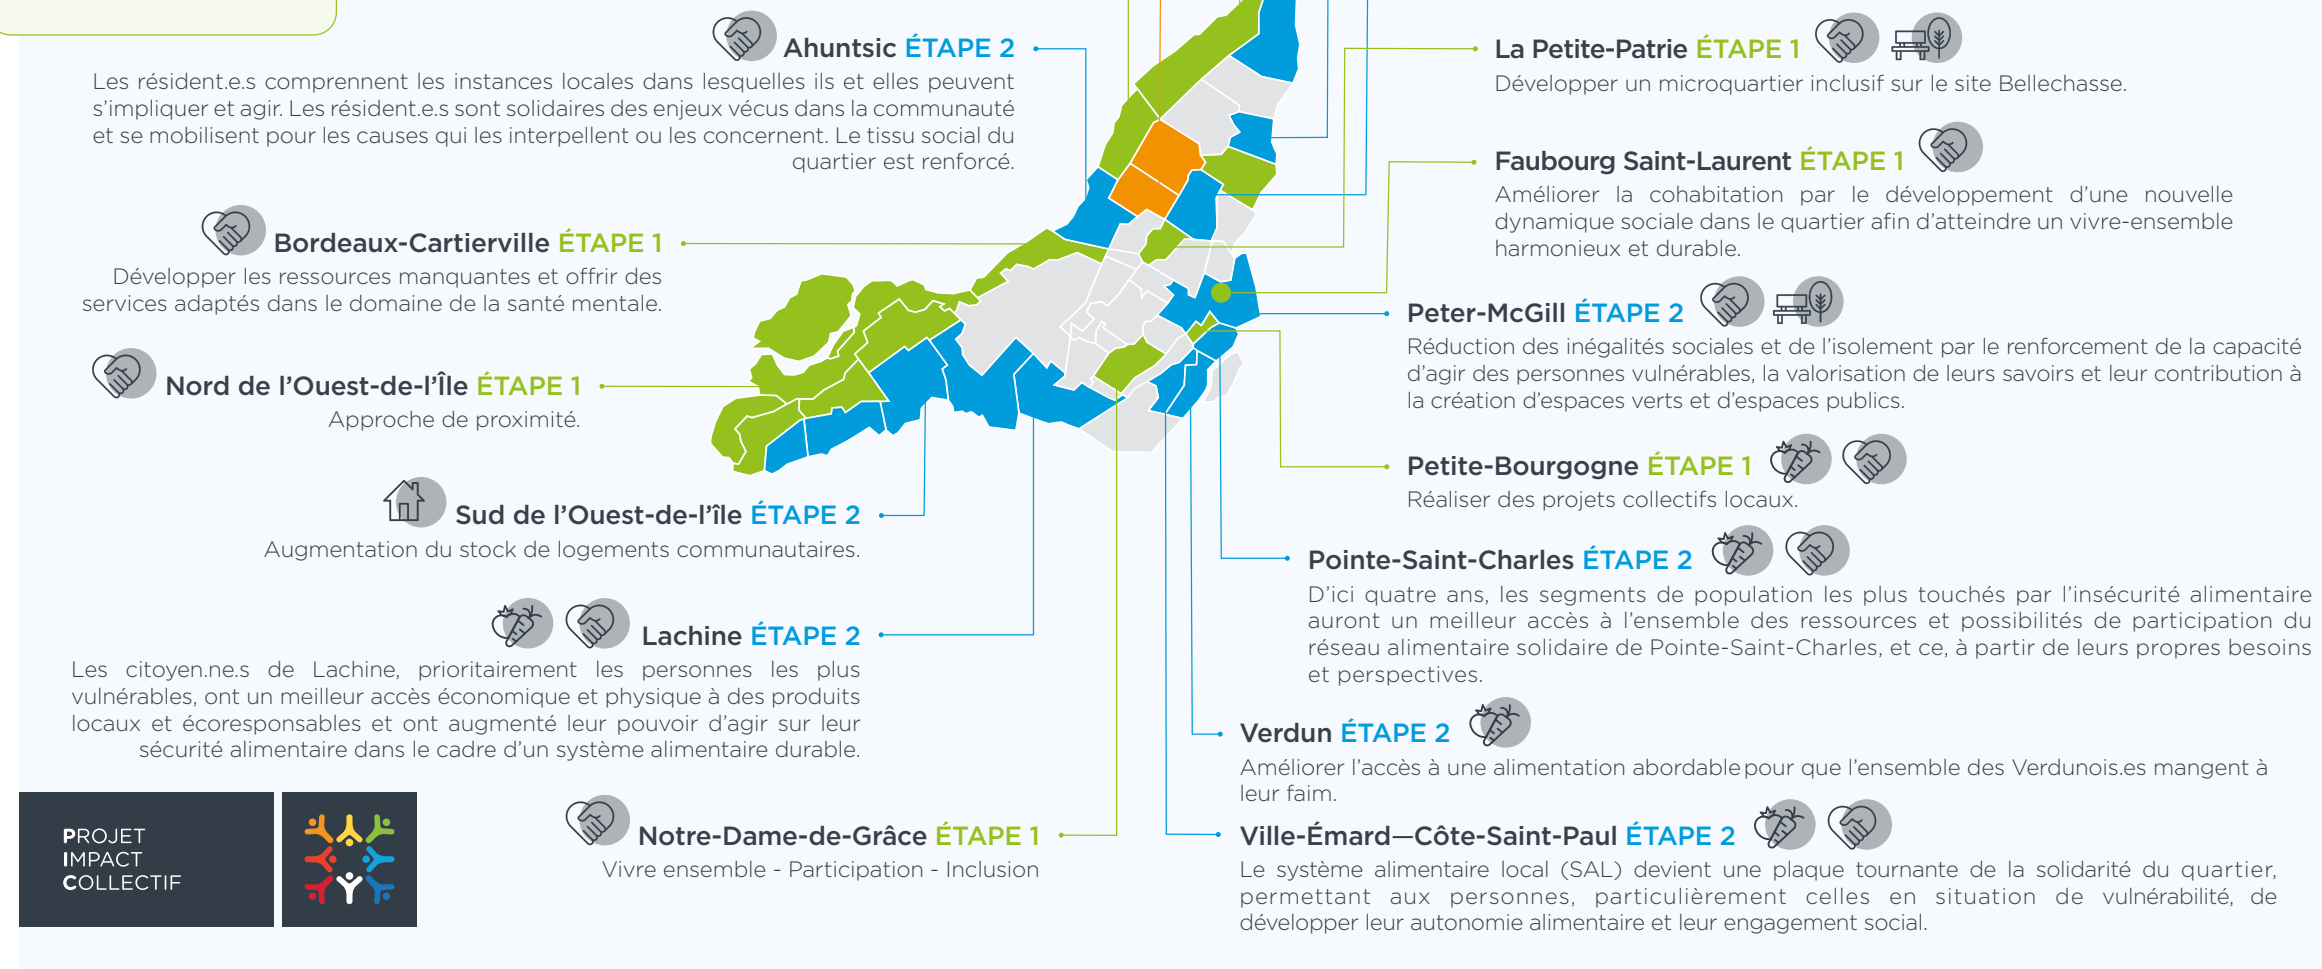 Ahuntsic ÉTAPE 2
Les résident.e.s comprennent les instances locales dans lesquelles ils et elles peuvent
s'impliquer et agir. Les résident.e.s sont solidaires des enjeux vécus dans la communauté
et se mobilisent pour les causes qui les interpellent ou les concernent. Le tissu social du
quartier est renforcé.
Bordeaux-Cartierville ÉTAPE 1
Développer les ressources manquantes et offrir des
services adaptés dans le domaine de la santé mentale.
Nord de l'Ouest-de-l'Île ÉTAPE 1
Approche de proximité.
Sud de l'Ouest-de-l'île ÉTAPE 2
Augmentation du stock de logements communautaires.
Lachine ÉTAPE 2
Les citoyen.ne.s de Lachine, prioritairement les personnes les plus
vulnérables, ont un meilleur accès économique et physique à des produits
locaux et écoresponsables et ont augmenté leur pouvoir d'agir sur leur
sécurité alimentaire dans le cadre d'un système alimentaire durable.
Notre-Dame-de-Grâce ÉTAPE 1
Vivre ensemble - Participation - Inclusion
PROJET
IMPACT
COLLECTIF
La Petite-Patrie ÉTAPE 1
Développer un microquartier inclusif sur le site Bellechasse.
Faubourg Saint-Laurent ÉTAPE 1
Améliorer la cohabitation par le développement d'une nouvelle
dynamique sociale dans le quartier afin d'atteindre un vivre-ensemble
harmonieux et durable.
Peter-McGill ÉTAPE 2
Réduction des inégalités sociales et de l'isolement par le renforcement de la capacité
d'agir des personnes vulnérables, la valorisation de leurs savoirs et leur contribution à
la création d'espaces verts et d'espaces publics.
Petite-Bourgogne ÉTAPE 1
Réaliser des projets collectifs locaux.
Pointe-Saint-Charles ÉTAPE 2
D'ici quatre ans, les segments de population les plus touchés par l'insécurité alimentaire
auront un meilleur accès à l'ensemble des ressources et possibilités de participation du
réseau alimentaire solidaire de Pointe-Saint-Charles, et ce, à partir de leurs propres besoins
et perspectives.
Verdun ÉTAPE 2
Améliorer l'accès à une alimentation abordable pour que l'ensemble des Verdunois.es mangent à
leur faim.
Ville-Émard—Côte-Saint-Paul ÉTAPE 2
Le système alimentaire local (SAL) devient une plaque tournante de la solidarité du quartier,
permettant aux personnes, particulièrement celles en situation de vulnérabilité, de
développer leur autonomie alimentaire et leur engagement social.